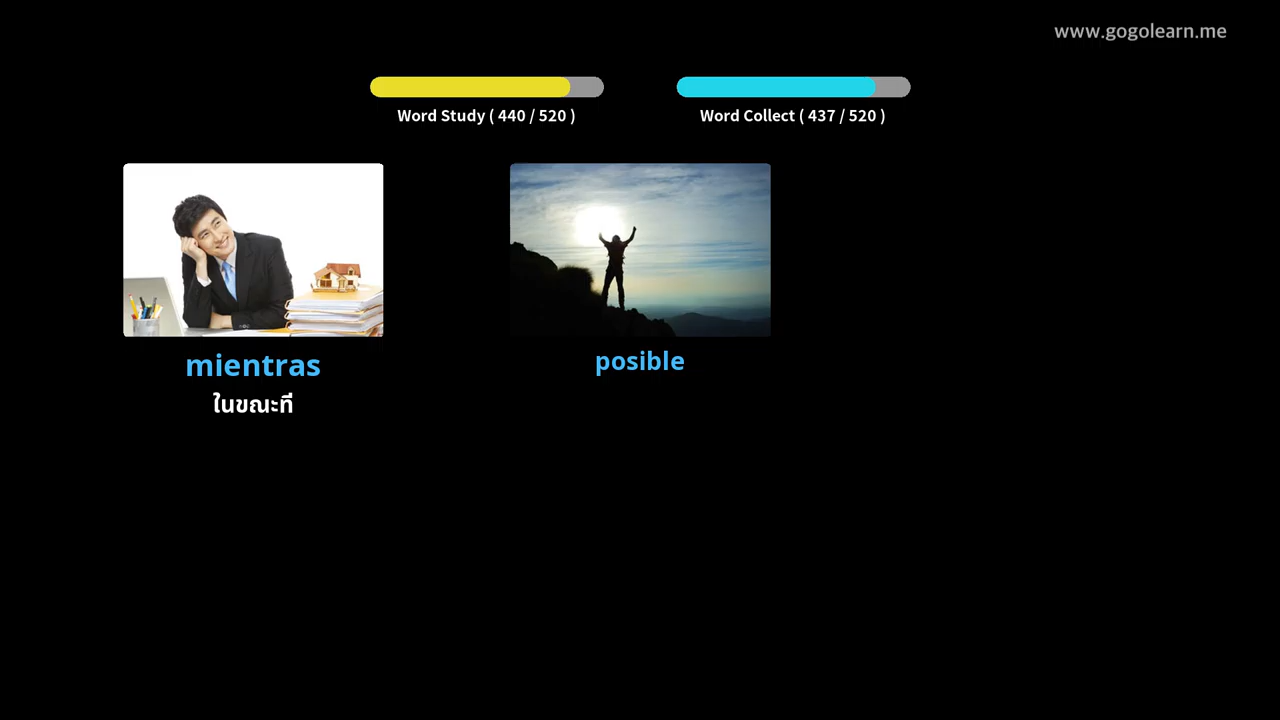 www.gogolearn.me
Word Study ( 440 / 520 )
Word Collect ( 437 / 520 )
mientras
ในขณะที่
posible